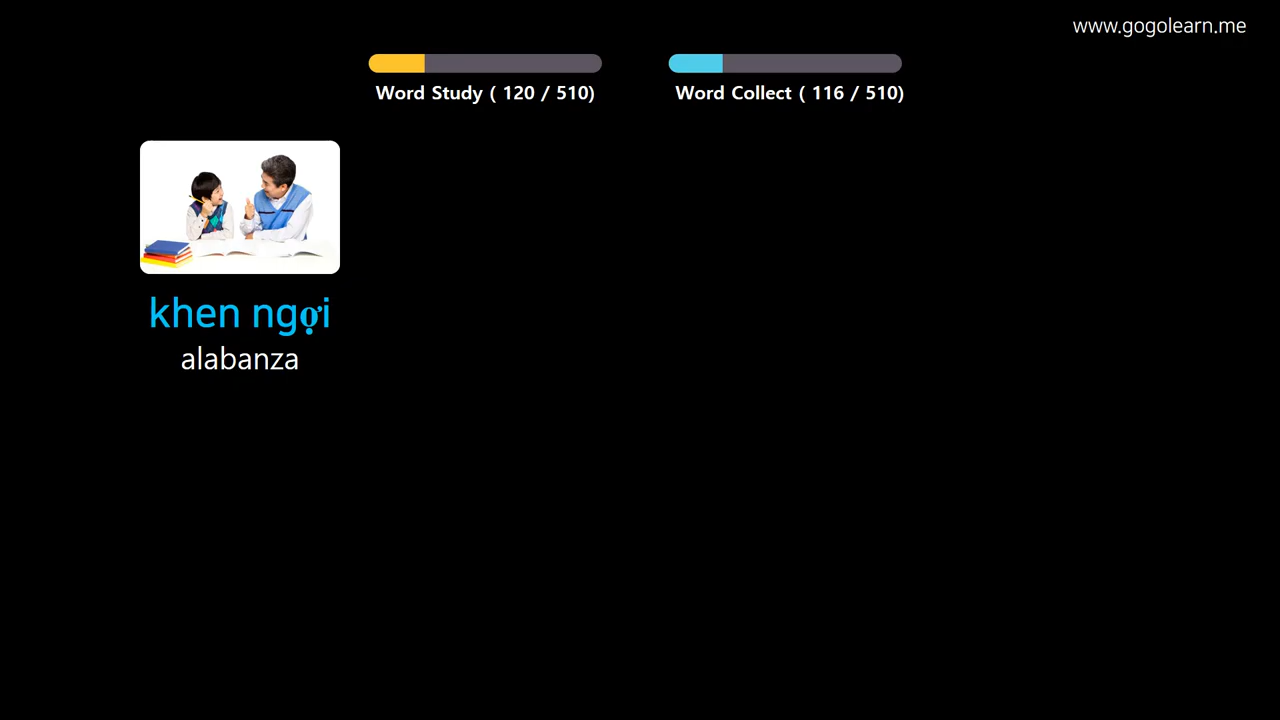 www.gogolearn.me
Word Study ( 120 / 510)
Word Collect ( 116 / 510)
khen ngợi
alabanza